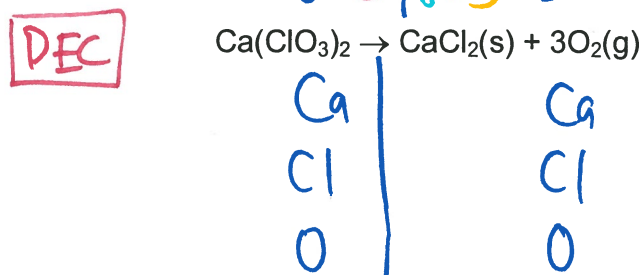 DEC
Ca(ClO₃)₂ → CaCl₂(s) + 3O₂(g)
Ca Ca
Cl Cl
O O